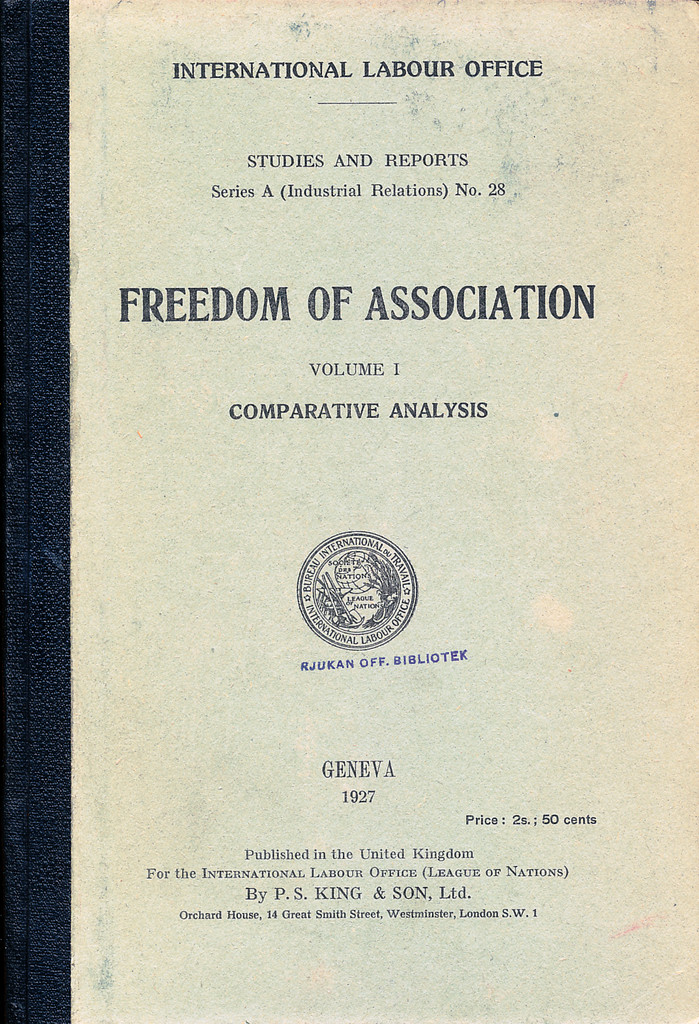 INTERNATIONAL LABOUR OFFICE
STUDIES AND REPORTS
Series A (Industrial Relations) No. 28
FREEDOM OF ASSOCIATION
VOLUME I
COMPARATIVE ANALYSIS
BUREAU INTERNATIONAL DU TRAVAIL
SOCIÉTÉ
DES
NATIONS
LEAGUE
OF
NATIONS
INTERNATIONAL LABOUR OFFICE
RJUKAN OFF. BIBLIOTEK
GENEVA
1927
Price : 2s. ; 50 cents
Published in the United Kingdom
For the INTERNATIONAL LABOUR OFFICE (LEAGUE OF NATIONS)
By P. S. KING & SON, Ltd.
Orchard House, 14 Great Smith Street, Westminster, London S.W. 1